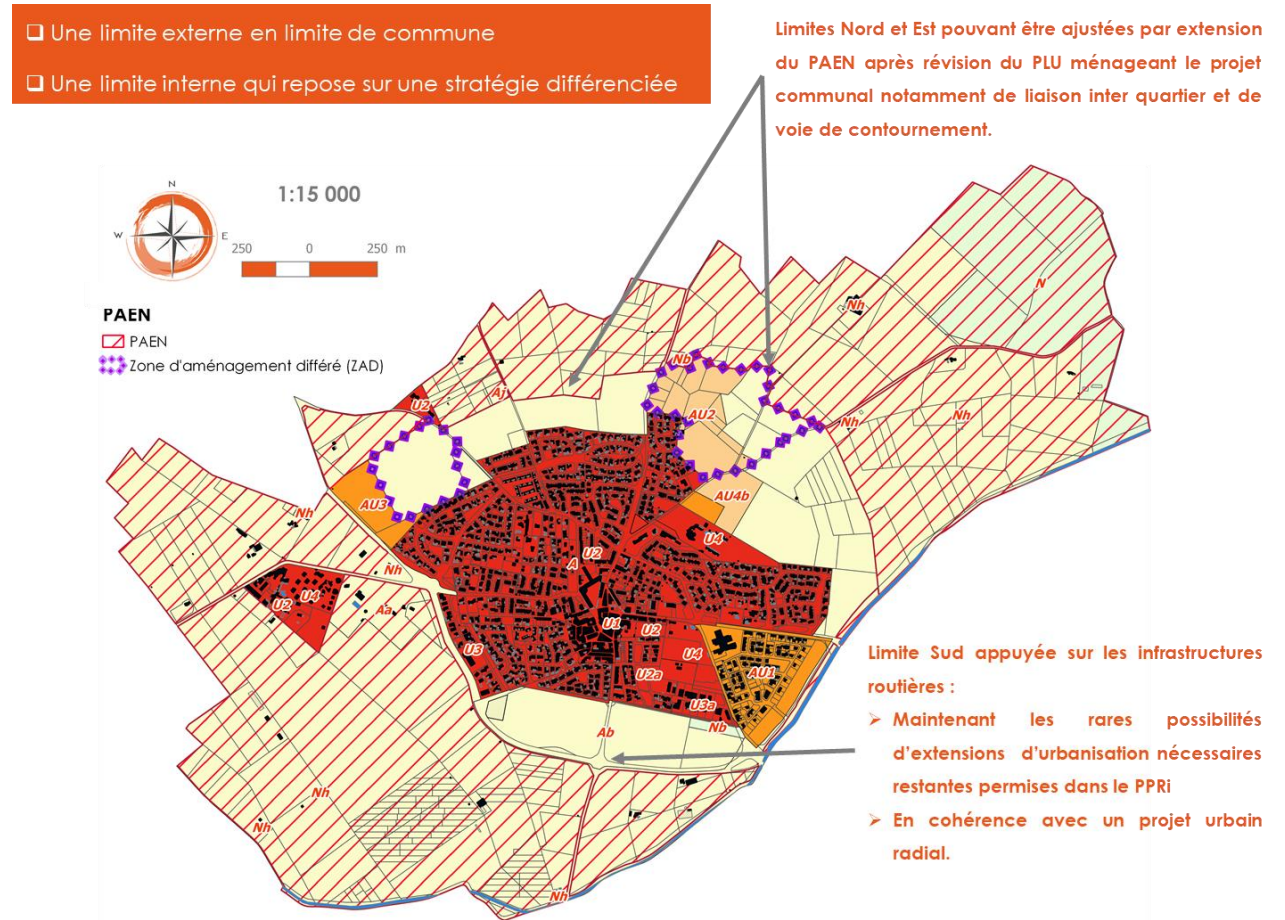 ❑ Une limite externe en limite de commune
❑ Une limite interne qui repose sur une stratégie différenciée
Limites Nord et Est pouvant être ajustées par extension
du PAEN après révision du PLU ménageant le projet
communal notamment de liaison inter quartier et de
voie de contournement.
N
W
E
S
1:15 000
250 0 250 m
PAEN
PAEN
Zone d'aménagement différé (ZAD)
N
Nh
Nb
Aj
U2
AU2
Nh
Nh
AU3
AU4b
Nh
U4
U2
A
Nh
U2
U4
Aa
U1
U2
U3
U4
U2a
AU1
U3a
Nb
Ab
Nh
Nh
Nh
Limite Sud appuyée sur les infrastructures
routières :
➢ Maintenant les rares possibilités
d'extensions d'urbanisation nécessaires
restantes permises dans le PPRi
➢ En cohérence avec un projet urbain
radial.